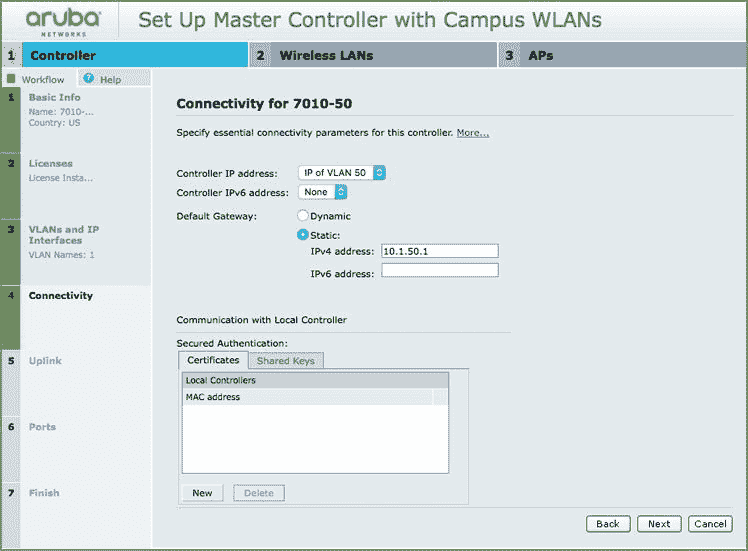 aruba
NETWORKS
Set Up Master Controller with Campus WLANs
1 Controller
2 Wireless LANs
3 APs
Workflow
? Help
1 Basic Info
Name: 7010-...
Country: US
2 Licenses
License Insta...
3 VLANs and IP
Interfaces
VLAN Names: 1
4 Connectivity
5 Uplink
6 Ports
7 Finish
Connectivity for 7010-50
Specify essential connectivity parameters for this controller. More...
Controller IP address: IP of VLAN 50
Controller IPv6 address: None
Default Gateway: Dynamic
Static:
IPv4 address: 10.1.50.1
IPv6 address:
Communication with Local Controller
Secured Authentication:
Certificates Shared Keys
Local Controllers
MAC address
New Delete
Back Next Cancel